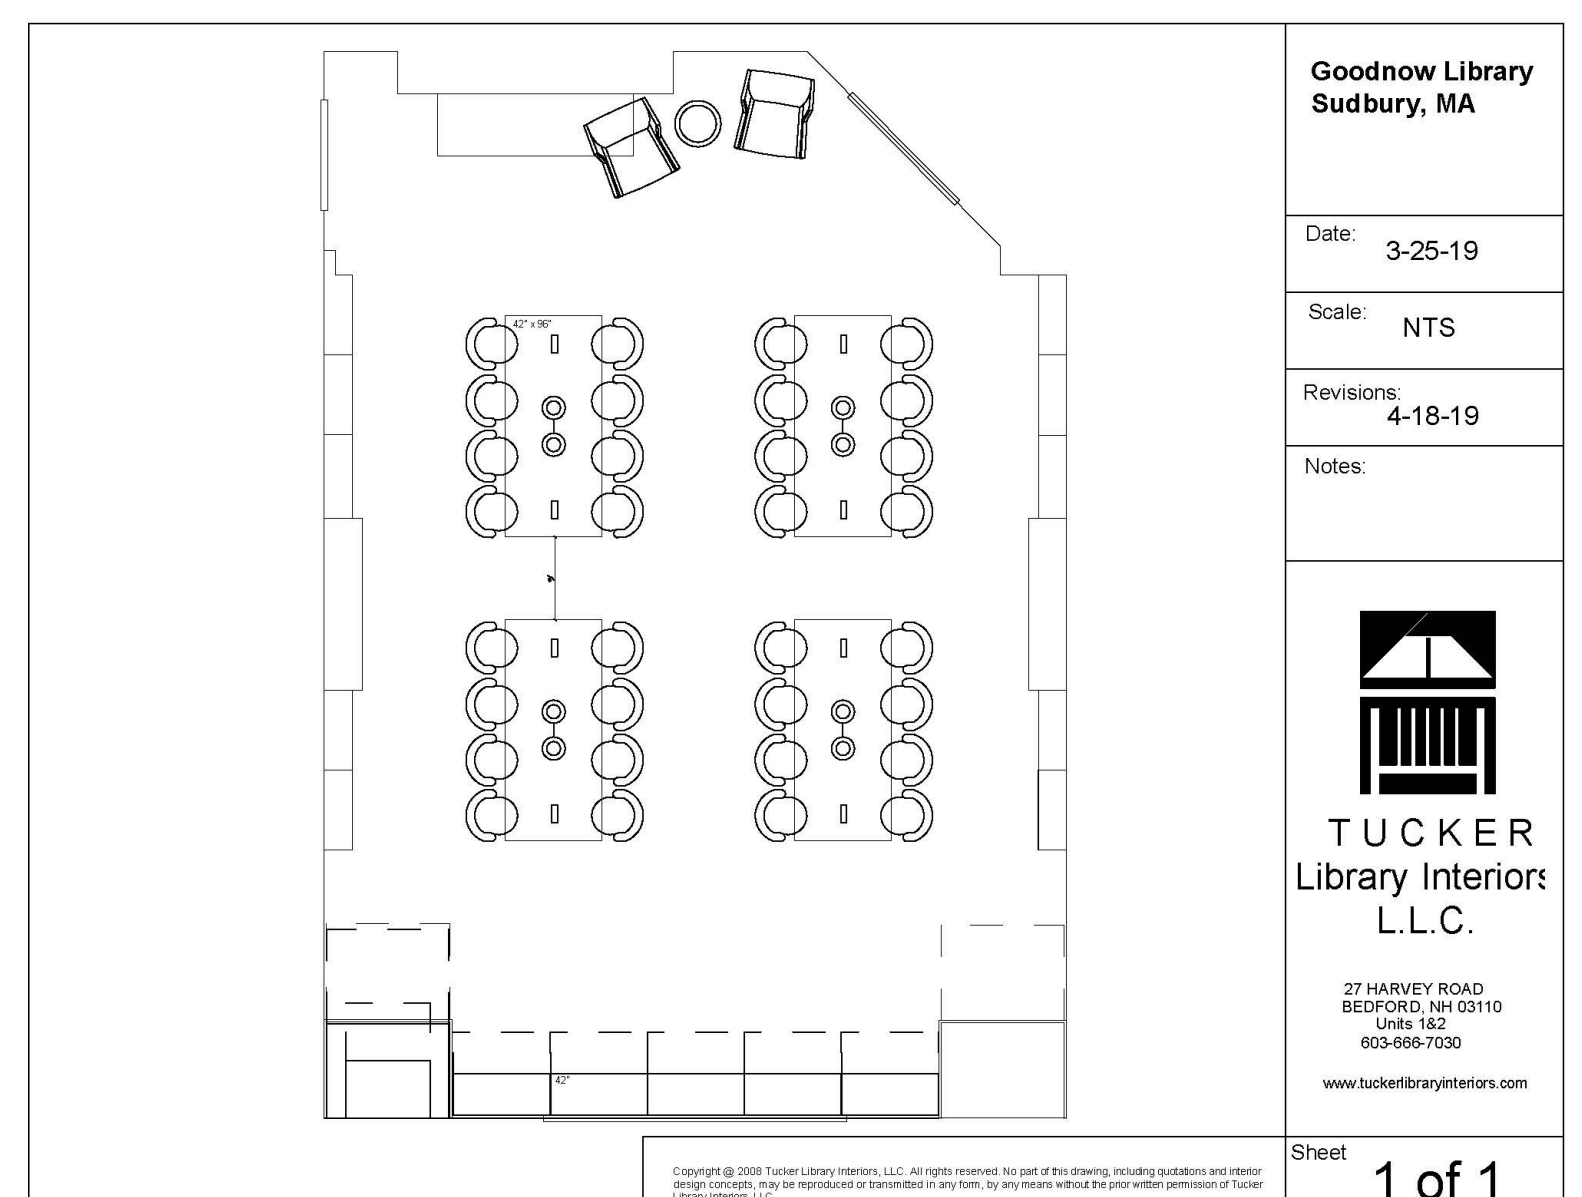 Goodnow Library
Sudbury, MA
Date:
3-25-19
Scale:
NTS
Revisions:
4-18-19
Notes:
42" x 96"
42"
TUCKER
Library Interiors
L.L.C.
27 HARVEY ROAD
BEDFORD, NH 03110
Units 1&2
603-666-7030
www.tuckerlibraryinteriors.com
Sheet
1 of 1
Copyright @ 2008 Tucker Library Interiors, LLC. All rights reserved. No part of this drawing, including quotations and interior
design concepts, may be reproduced or transmitted in any form, by any means without the prior written permission of Tucker
Library Interiors, LLC